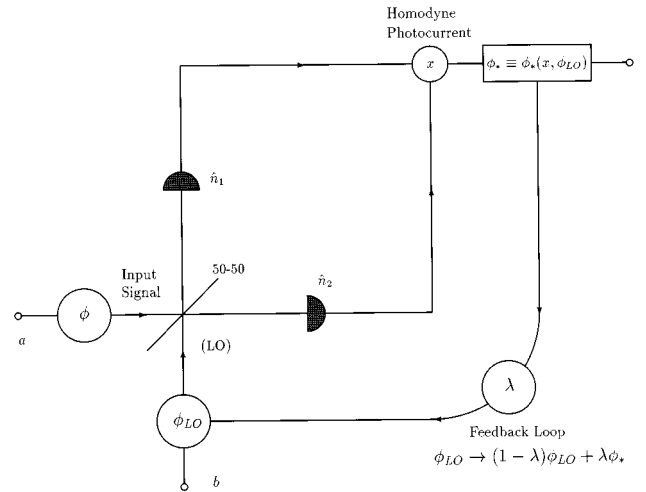 Homodyne
Photocurrent
x
ϕ* ≡ ϕ*(x, ϕLO)
n̂1
50-50
Input
Signal
n̂2
ϕ
a
(LO)
λ
ϕLO
Feedback Loop
ϕLO → (1 − λ)ϕLO + λϕ*
b